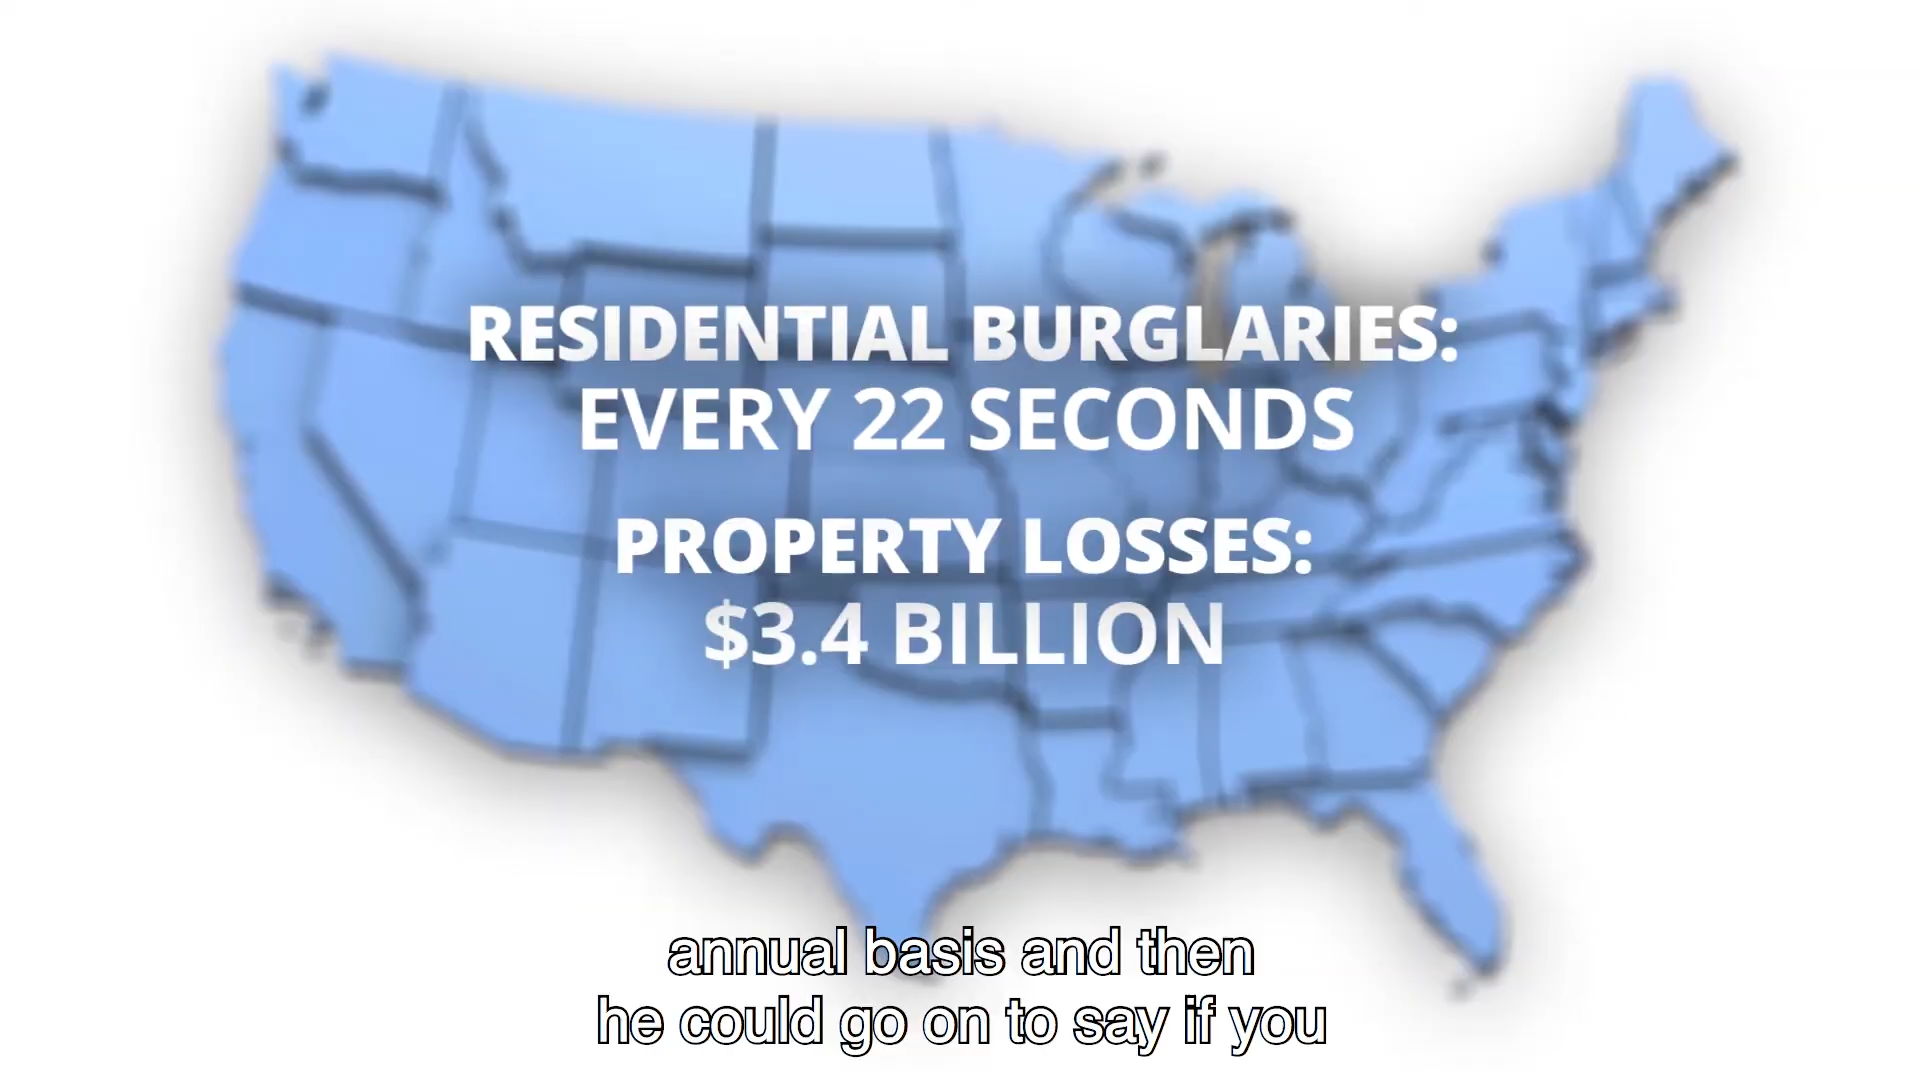 RESIDENTIAL BURGLARIES:
EVERY 22 SECONDS
PROPERTY LOSSES:
$3.4 BILLION
annual basis and then
he could go on to say if you